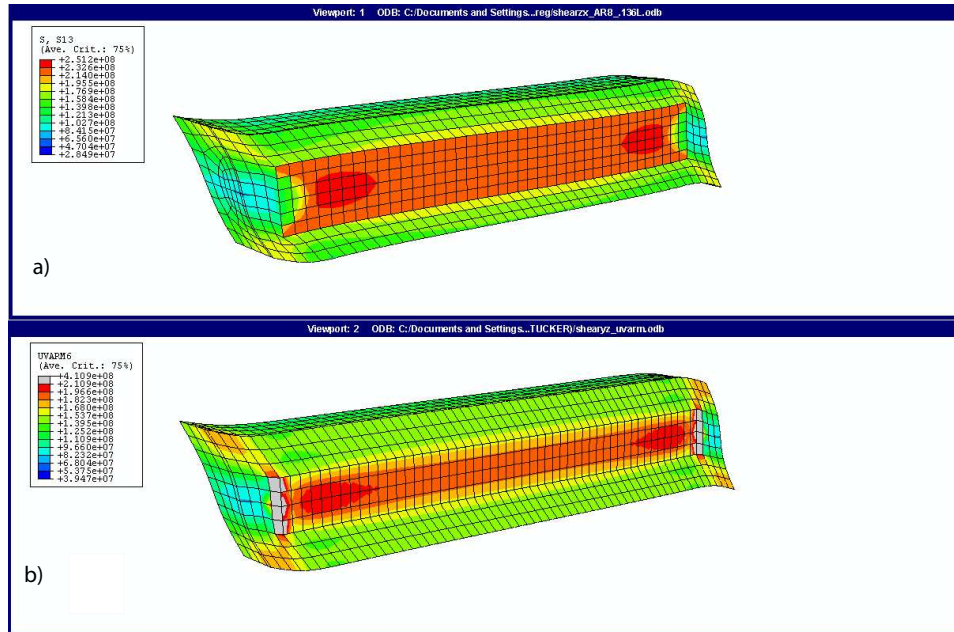 Viewport: 1 ODB: C:/Documents and Settings...reg/shearzx_AR8_.136L.odb
S, S13
(Ave. Crit.: 75%)
+2.512e+08
+2.326e+08
+2.140e+08
+1.955e+08
+1.769e+08
+1.584e+08
+1.398e+08
+1.213e+08
+1.027e+08
+8.415e+07
+6.560e+07
+4.704e+07
+2.849e+07
a)
Viewport: 2 ODB: C:/Documents and Settings...TUCKER)/shearyz_uvarm.odb
UVARM6
(Ave. Crit.: 75%)
+4.109e+08
+2.109e+08
+1.966e+08
+1.823e+08
+1.680e+08
+1.537e+08
+1.395e+08
+1.252e+08
+1.109e+08
+9.660e+07
+8.232e+07
+6.804e+07
+5.375e+07
+3.947e+07
b)